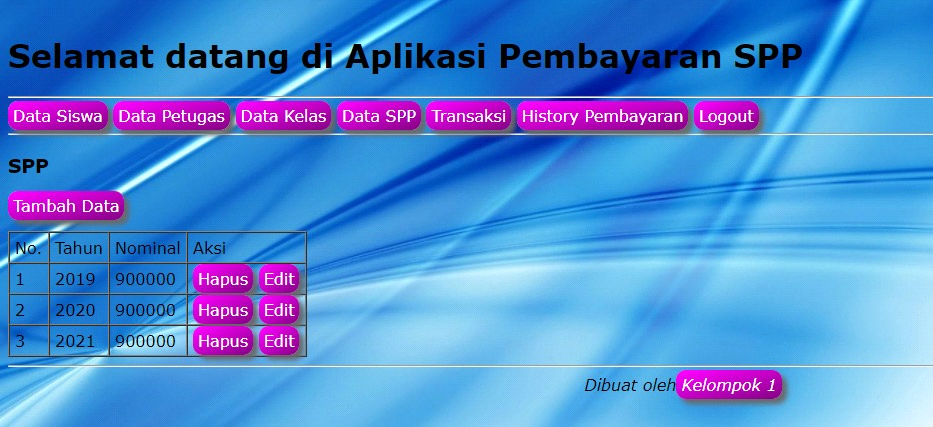 Selamat datang di Aplikasi Pembayaran SPP
Data Siswa Data Petugas Data Kelas Data SPP Transaksi History Pembayaran Logout
SPP
Tambah Data
No. Tahun Nominal Aksi
1 2019 900000 Hapus Edit
2 2020 900000 Hapus Edit
3 2021 900000 Hapus Edit
Dibuat oleh Kelompok 1